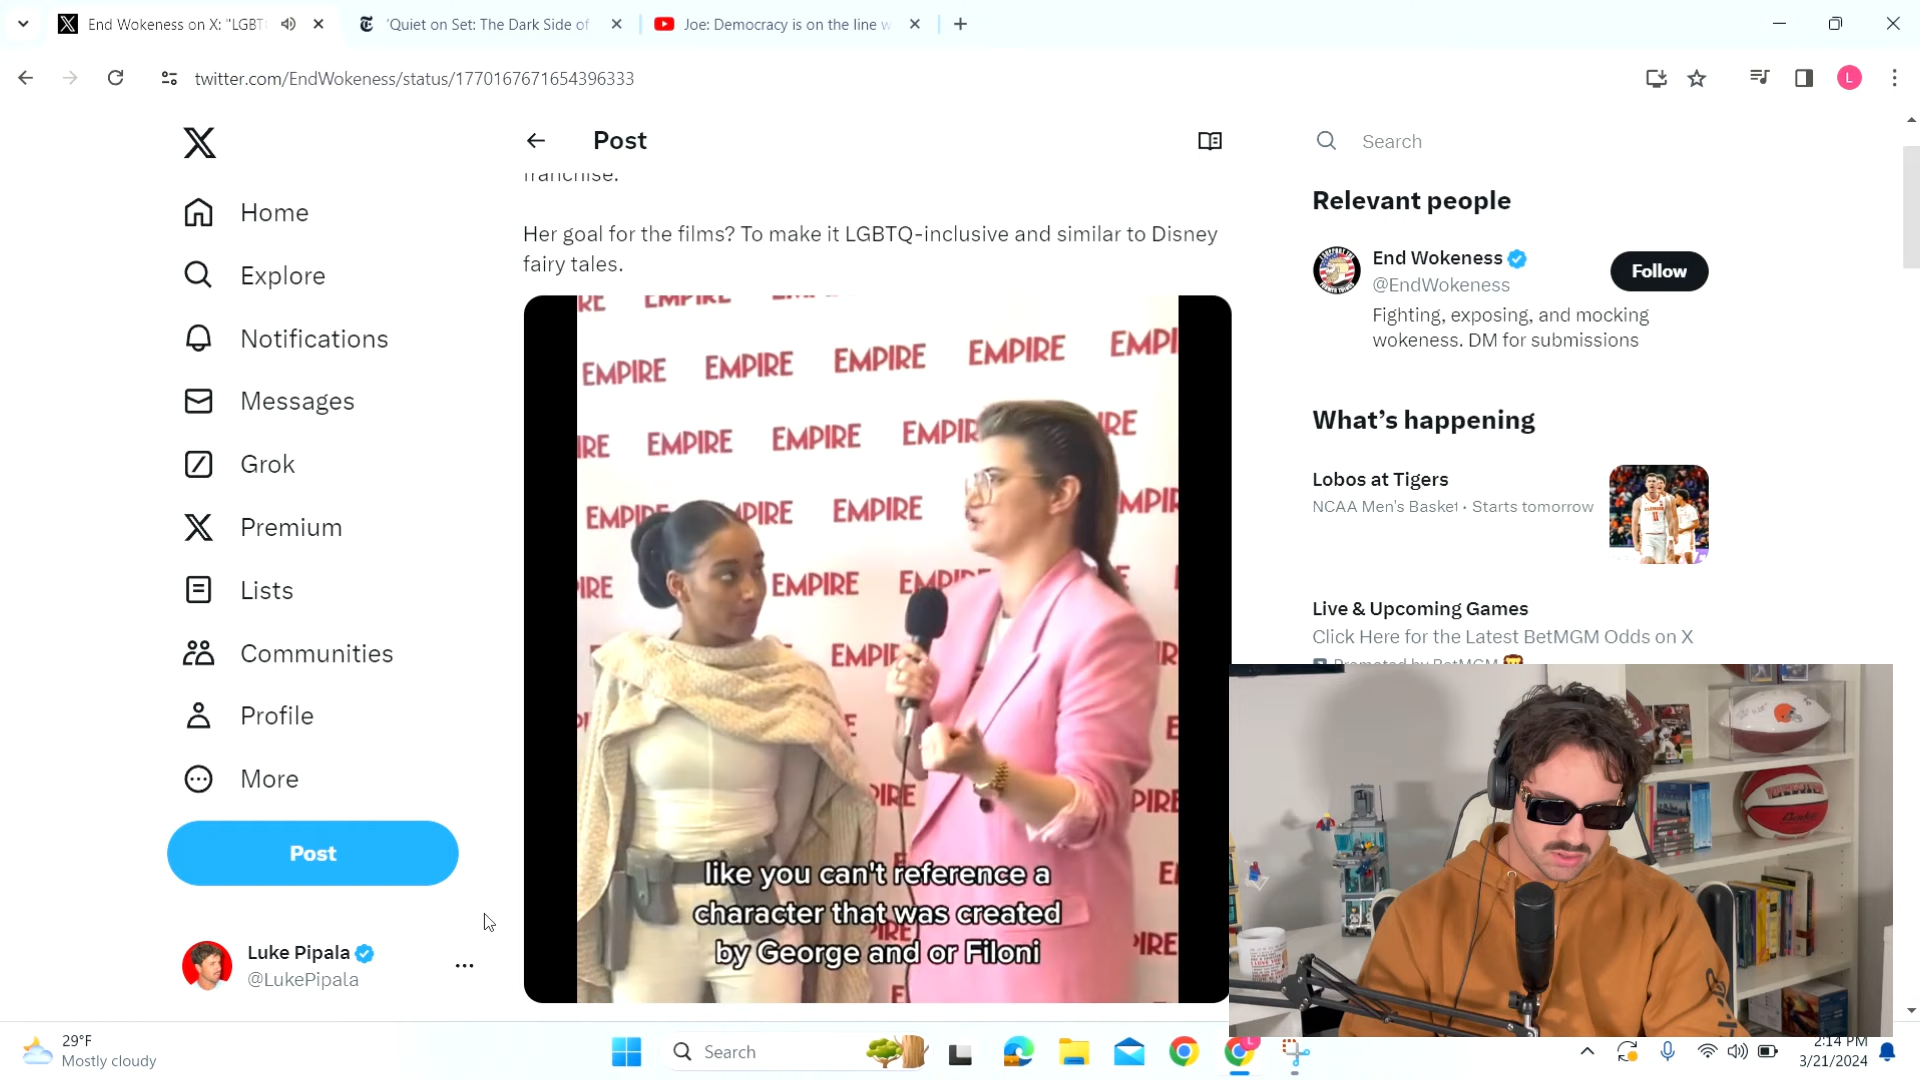 End Wokeness on X: "LGBT
'Quiet on Set: The Dark Side of
Joe: Democracy is on the line w
twitter.com/EndWokeness/status/1770167671654396333
L
Post
Search
franchise.
Her goal for the films? To make it LGBTQ-inclusive and similar to Disney
fairy tales.
Home
Explore
Notifications
Messages
Grok
Premium
Lists
Communities
Profile
More
Post
Luke Pipala
@LukePipala
EMPIRE EMPIRE EMPIRE EMPIRE
EMPIRE EMPIRE
EMPIRE
EMPIRE
like you can't reference a
character that was created
by George and or Filoni
Relevant people
End Wokeness
@EndWokeness
Follow
Fighting, exposing, and mocking
wokeness. DM for submissions
What's happening
Lobos at Tigers
NCAA Men's Basket · Starts tomorrow
Live & Upcoming Games
Click Here for the Latest BetMGM Odds on X
Promoted by BetMGM
29°F
Mostly cloudy
Search
2:14 PM
3/21/2024